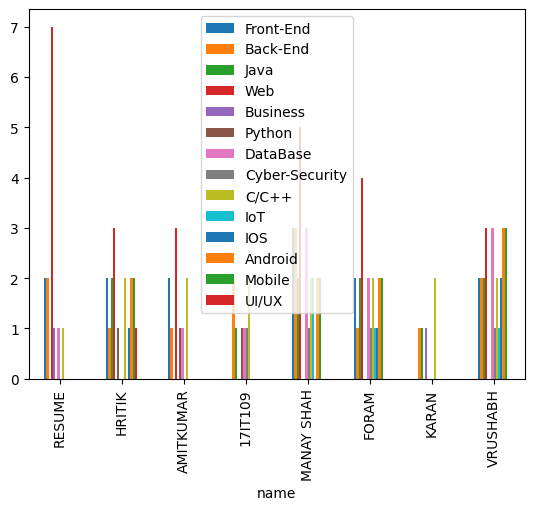 7
6
5
4
3
2
1
0
Front-End
Back-End
Java
Web
Business
Python
DataBase
Cyber-Security
C/C++
IoT
IOS
Android
Mobile
UI/UX
RESUME
HRITIK
AMITKUMAR
17IT109
MANAY SHAH
FORAM
KARAN
VRUSHABH
name